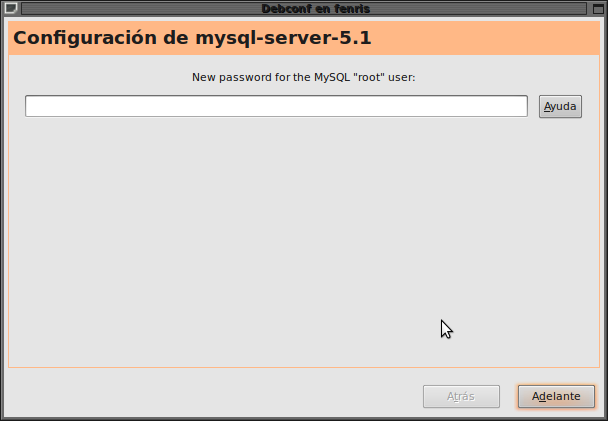 Debconf en fenris
Configuración de mysql-server-5.1
New password for the MySQL "root" user:
Ayuda
Atrás
Adelante